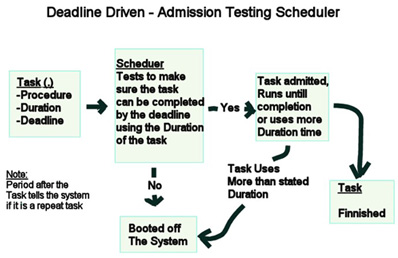 Deadline Driven - Admission Testing Scheduler
Task (.)
-Procedure
-Duration
-Deadline
Scheduer
Tests to make
sure the task
can be completed
by the deadline
using the Duration
of the task
Yes
Task admitted,
Runs untill
completion
or uses more
Duration time
Note:
Period after the
Task tells the system
if it is a repeat task
No
Task Uses
More than stated
Duration
Task
Finnished
Booted off
The System